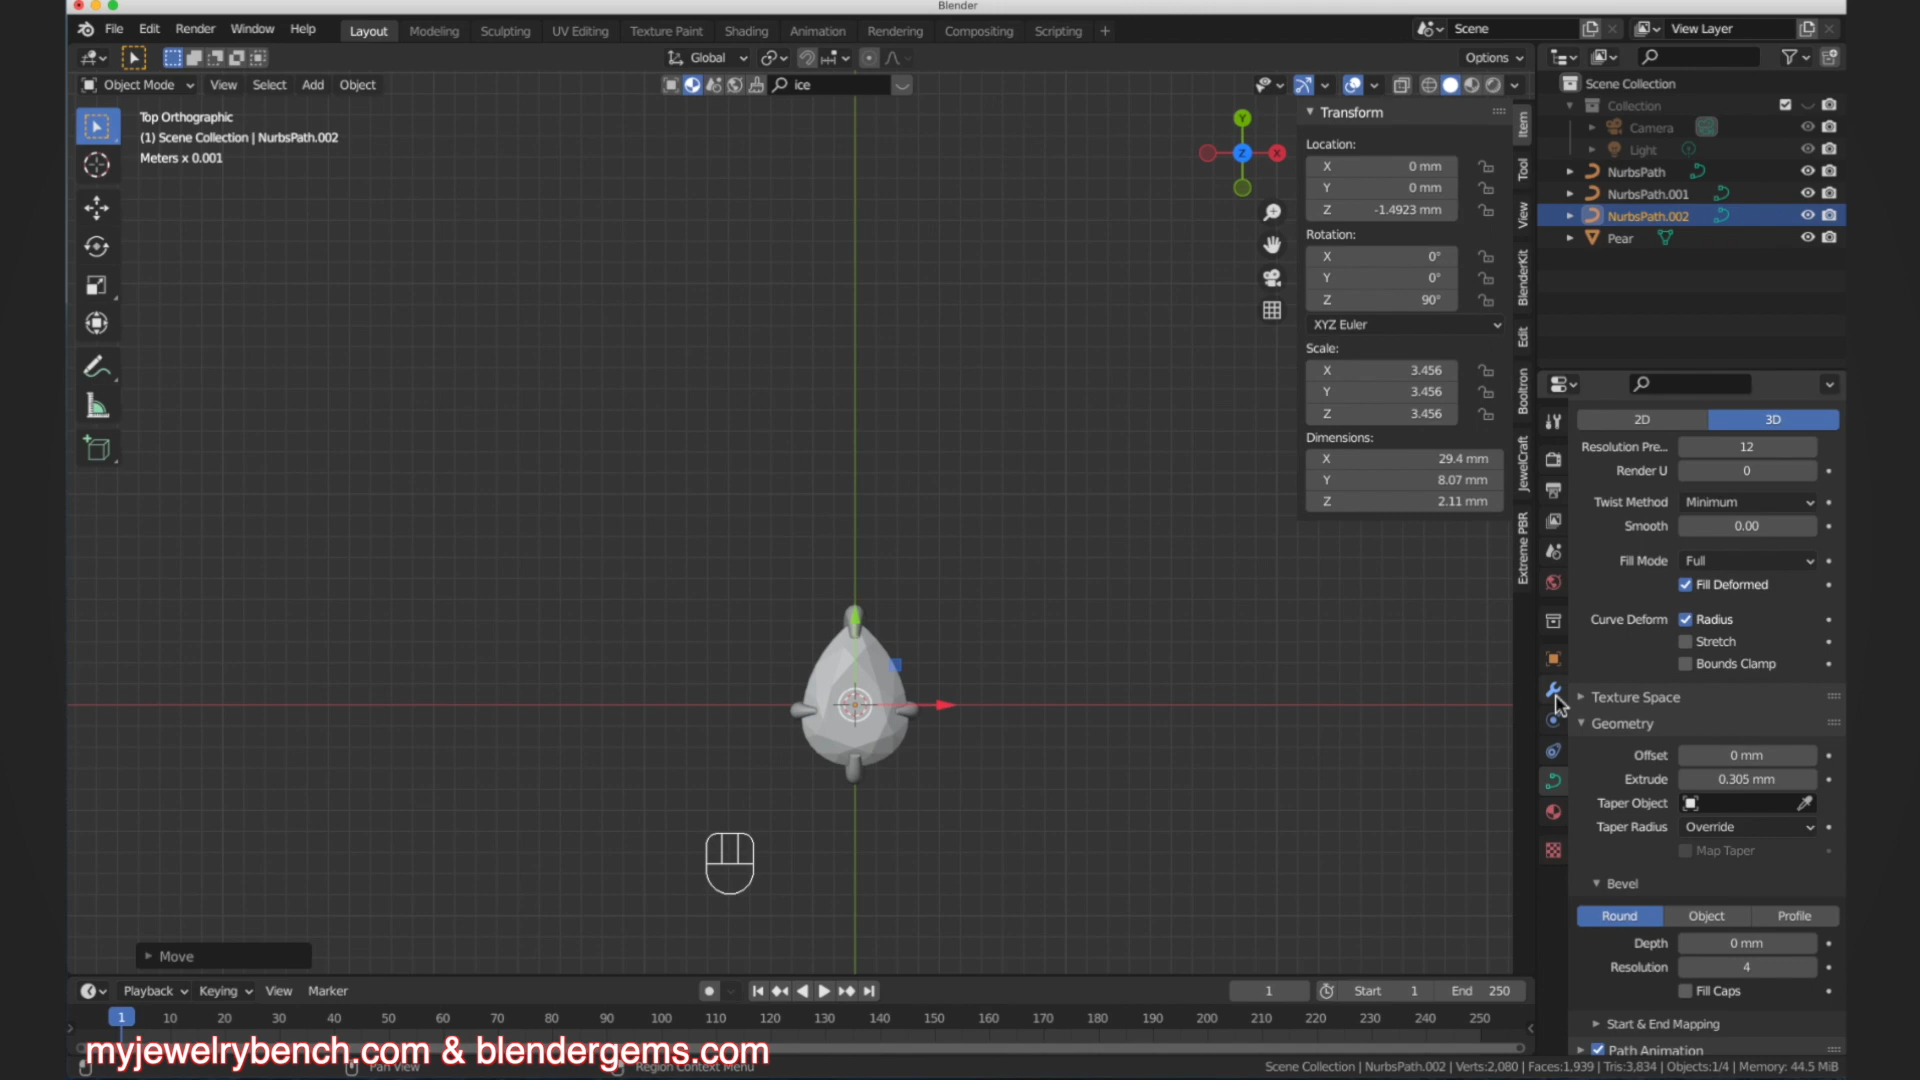 Blender
File Edit Render Window Help Layout Modeling Sculpting UV Editing Texture Paint Shading Animation Rendering Compositing Scripting + Scene View Layer
Global Options
Object Mode View Select Add Object ice
Top Orthographic
(1) Scene Collection | NurbsPath.002
Meters x 0.001
Y
Z X
Transform
Location:
X 0 mm
Y 0 mm
Z -1.4923 mm
Rotation:
X 0°
Y 0°
Z 90°
XYZ Euler
Scale:
X 3.456
Y 3.456
Z 3.456
Dimensions:
X 29.4 mm
Y 8.07 mm
Z 2.11 mm
Item
Tool
View
BlenderKit
Edit
Booltron
JewelCraft
Extreme PBR
Scene Collection
Collection
Camera
Light
NurbsPath
NurbsPath.001
NurbsPath.002
Pear
2D 3D
Resolution Pre... 12
Render U 0
Twist Method Minimum
Smooth 0.00
Fill Mode Full
Fill Deformed
Curve Deform Radius
Stretch
Bounds Clamp
Texture Space
Geometry
Offset 0 mm
Extrude 0.305 mm
Taper Object
Taper Radius Override
Map Taper
Bevel
Round Object Profile
Depth 0 mm
Resolution 4
Fill Caps
Start & End Mapping
Path Animation
Move
Playback Keying View Marker 1 Start 1 End 250
1 10 20 30 40 50 60 70 80 90 100 110 120 130 140 150 160 170 180 190 200 210 220 230 240 250
myjewelrybench.com & blendergems.com
Pan View Region Context Menu Scene Collection | NurbsPath.002 | Verts:2,080 | Faces:1,939 | Tris:3,834 | Objects:1/4 | Memory: 44.5 MiB